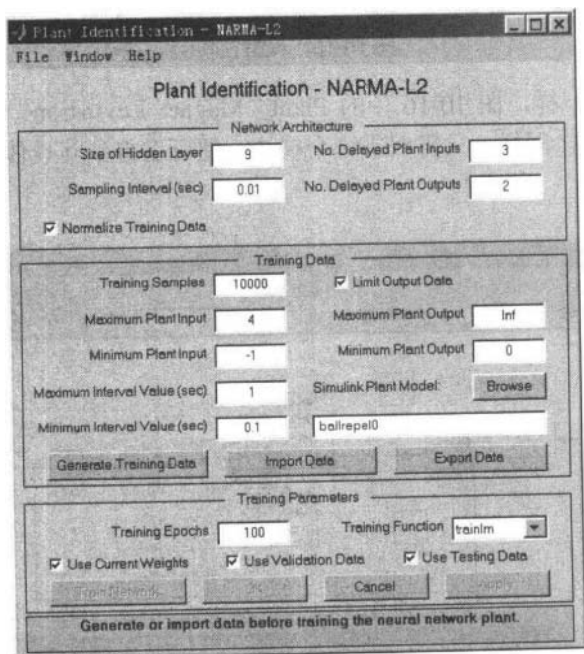 Plant Identification - NARMA-L2
File Window Help
Plant Identification - NARMA-L2
Network Architecture
Size of Hidden Layer 9 No. Delayed Plant Inputs 3
Sampling Interval (sec) 0.01 No. Delayed Plant Outputs 2
Normalize Training Data
Training Data
Training Samples 10000 Limit Output Data
Maximum Plant Input 4 Maximum Plant Output Inf
Minimum Plant Input -1 Minimum Plant Output 0
Maximum Interval Value (sec) 1 Simulink Plant Model: Browse
Minimum Interval Value (sec) 0.1 ballrepel0
Generate Training Data Import Data Export Data
Training Parameters
Training Epochs 100 Training Function trainlm
Use Current Weights Use Validation Data Use Testing Data
Train Network Cancel Apply
Generate or import data before training the neural network plant.